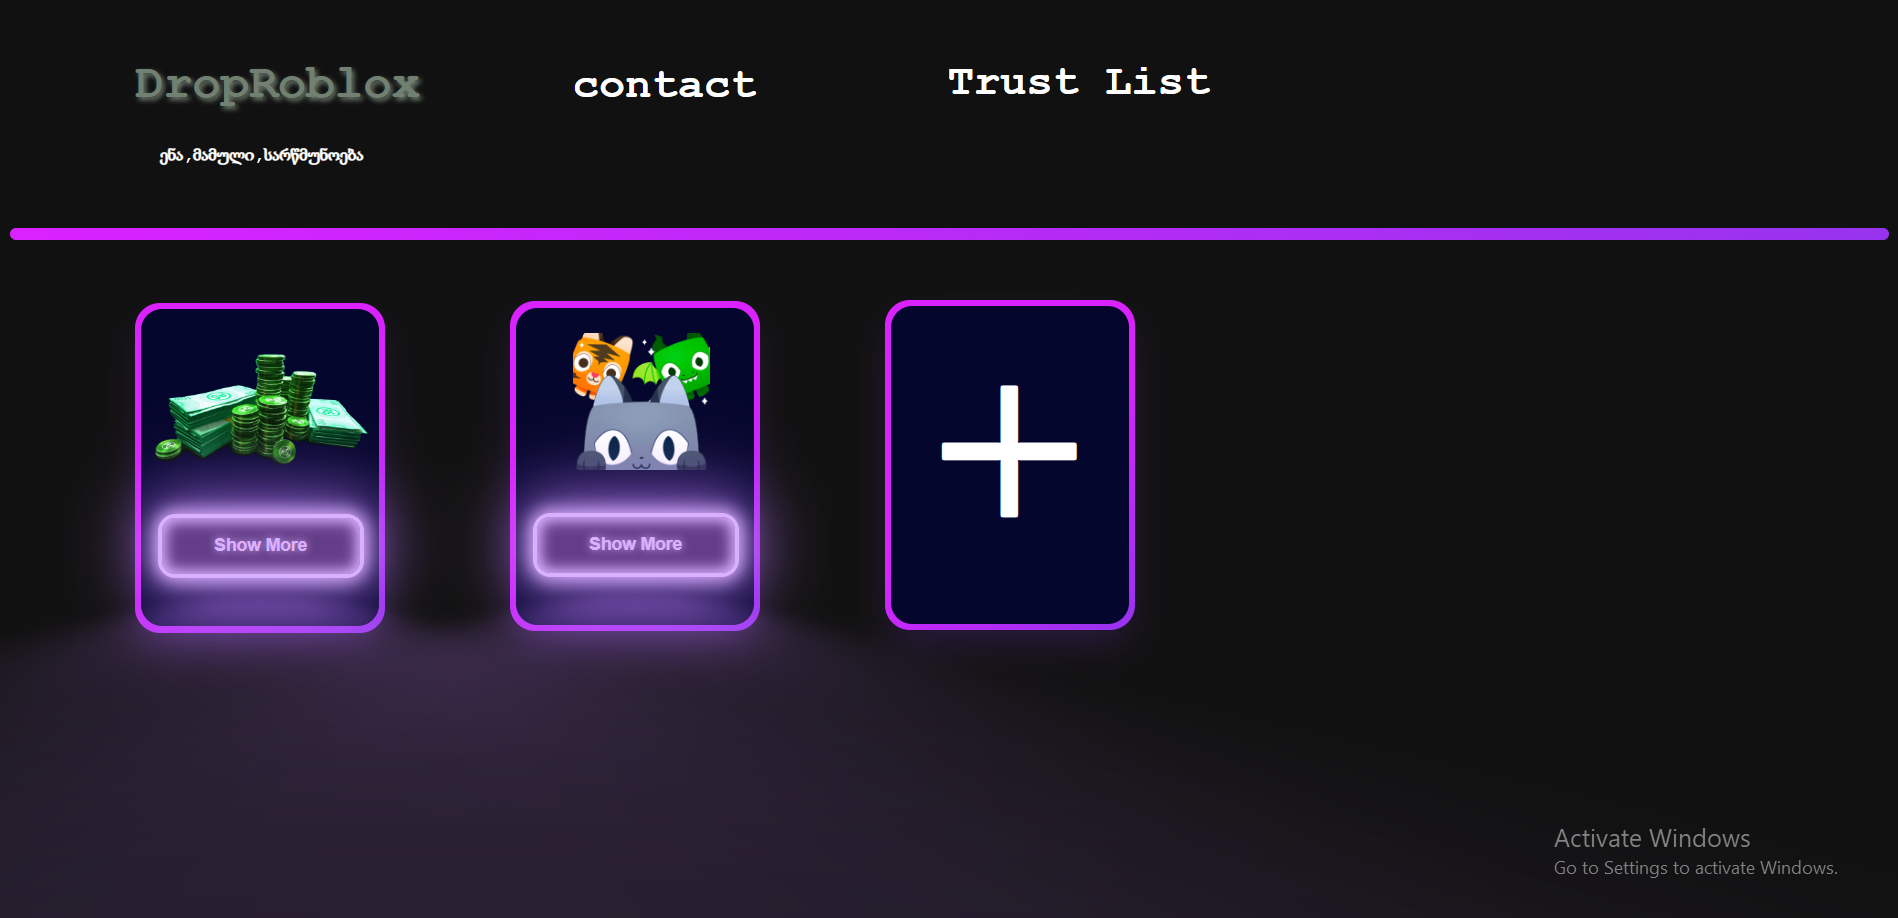 DropRoblox
contact
Trust List
ენა,მამული,სარწმუნოება
Show More
Show More
Activate Windows
Go to Settings to activate Windows.